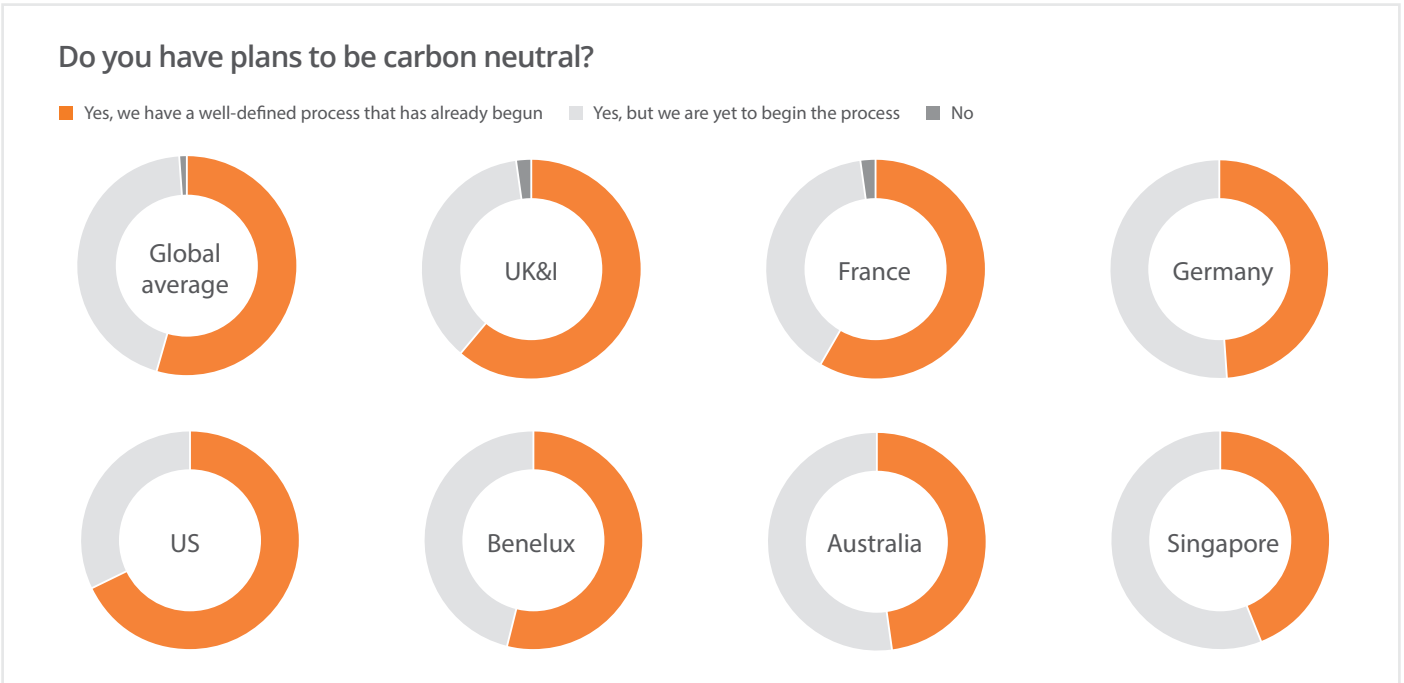 Do you have plans to be carbon neutral?
Yes, we have a well-defined process that has already begun Yes, but we are yet to begin the process No
Global
average
UK&I
France
Germany
US
Benelux
Australia
Singapore